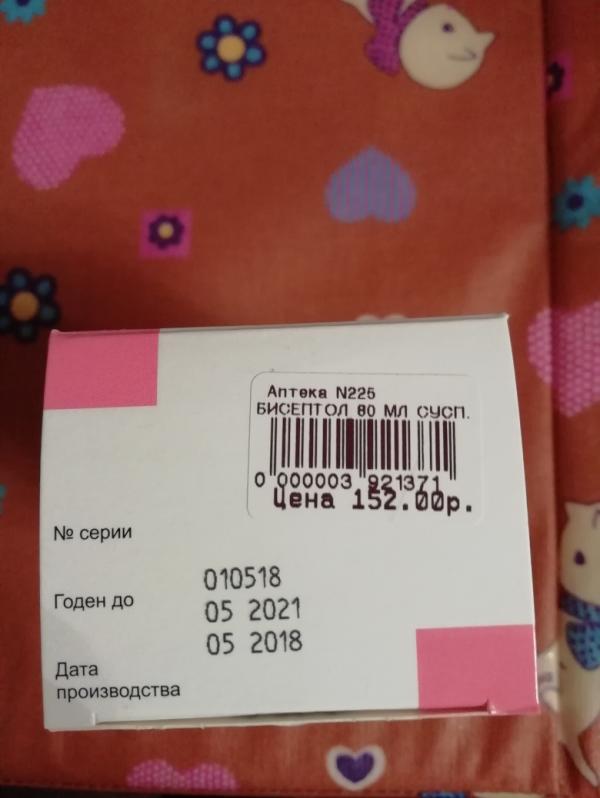 Аптека N225
БИСЕПТОЛ 80 МЛ СУСП.
0 000003 921371
Цена 152.00р.
№ серии
010518
Годен до
05 2021
05 2018
Дата
производства